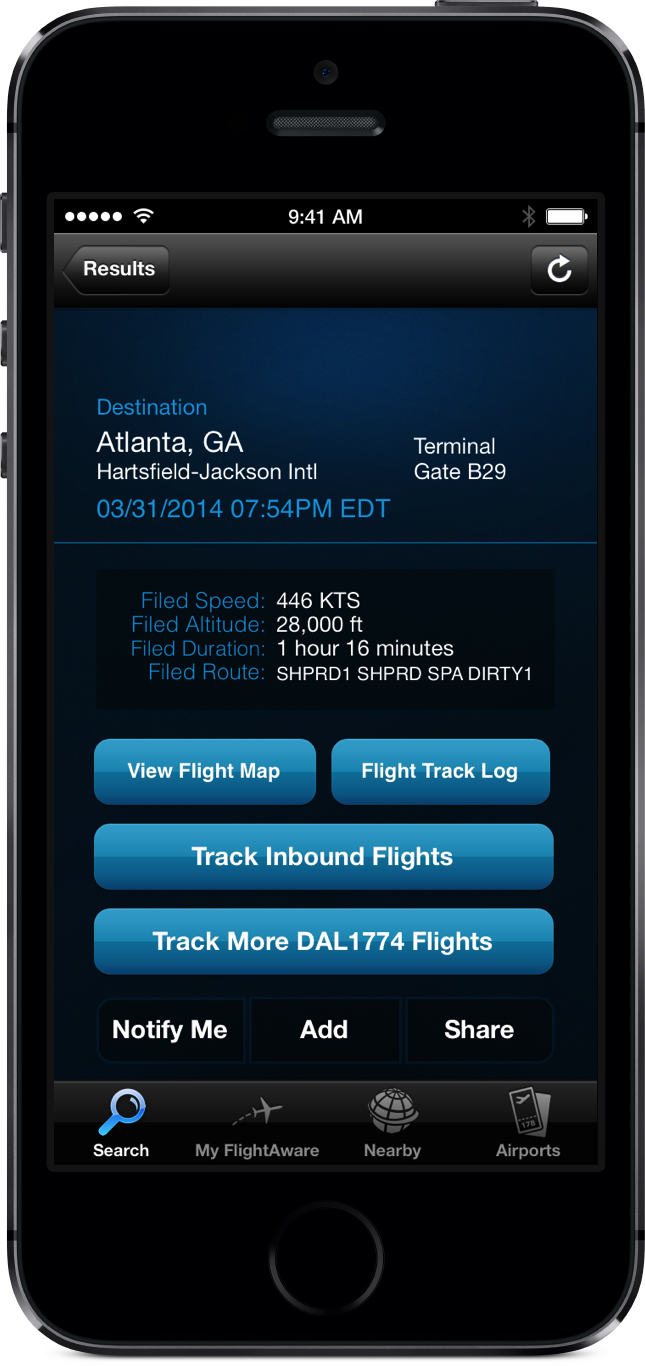 9:41 AM
Results
Destination
Atlanta, GA
Terminal
Hartsfield-Jackson Intl
Gate B29
03/31/2014 07:54PM EDT
Filed Speed: 446 KTS
Filed Altitude: 28,000 ft
Filed Duration: 1 hour 16 minutes
Filed Route: SHPRD1 SHPRD SPA DIRTY1
View Flight Map
Flight Track Log
Track Inbound Flights
Track More DAL1774 Flights
Notify Me
Add
Share
178
Search
My FlightAware
Nearby
Airports